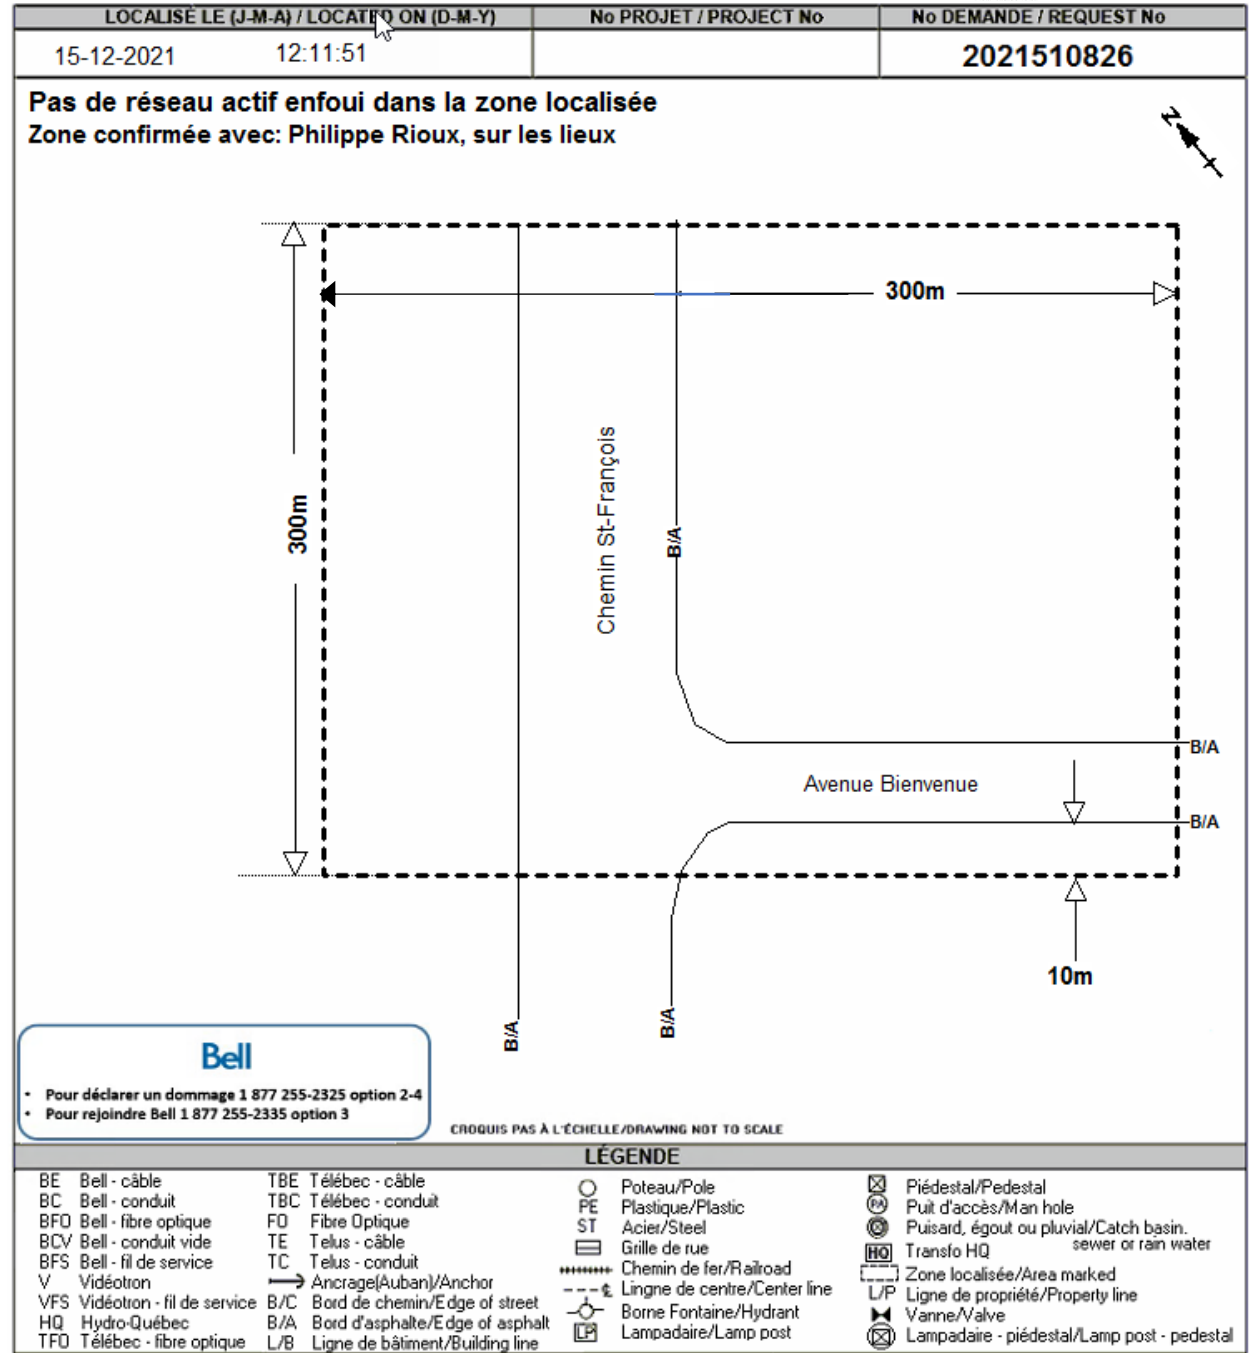 LOCALISÉ LE (J-M-A) / LOCATED ON (D-M-Y) No PROJET / PROJECT No No DEMANDE / REQUEST No
15-12-2021 12:11:51 2021510826
Pas de réseau actif enfoui dans la zone localisée
Zone confirmée avec: Philippe Rioux, sur les lieux
N
300m
300m
Chemin St-François
B/A
B/A
Avenue Bienvenue
B/A
10m
B/A
B/A
Bell
• Pour déclarer un dommage 1 877 255-2325 option 2-4
• Pour rejoindre Bell 1 877 255-2335 option 3
CROQUIS PAS À L'ÉCHELLE/DRAWING NOT TO SCALE
LÉGENDE
BE Bell - câble
BC Bell - conduit
BFO Bell - fibre optique
BCV Bell - conduit vide
BFS Bell - fil de service
V Vidéotron
VFS Vidéotron - fil de service
HQ Hydro-Québec
TFO Télébec - fibre optique
TBE Télébec - câble
TBC Télébec - conduit
FO Fibre Optique
TE Telus - câble
TC Telus - conduit
Ancrage(Auban)/Anchor
B/C Bord de chemin/Edge of street
B/A Bord d'asphalte/Edge of asphalt
L/B Ligne de bâtiment/Building line
Poteau/Pole
PE Plastique/Plastic
ST Acier/Steel
Grille de rue
Chemin de fer/Railroad
Lingne de centre/Center line
Borne Fontaine/Hydrant
LP Lampadaire/Lamp post
Piédestal/Pedestal
PA Puit d'accès/Man hole
Puisard, égout ou pluvial/Catch basin.
sewer or rain water
HQ Transfo HQ
Zone localisée/Area marked
L/P Ligne de propriété/Property line
Vanne/Valve
Lampadaire - piédestal/Lamp post - pedestal